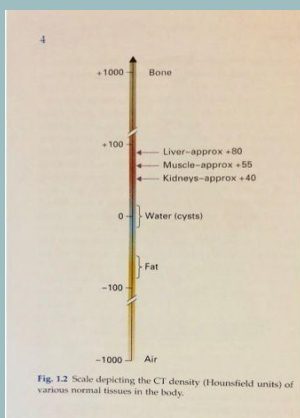 4
+1000 Bone
+100
Liver-approx +80
Muscle-approx +55
Kidneys-approx +40
0 Water (cysts)
Fat
-100
-1000 Air
Fig. 1.2 Scale depicting the CT density (Hounsfield units) of
various normal tissues in the body.